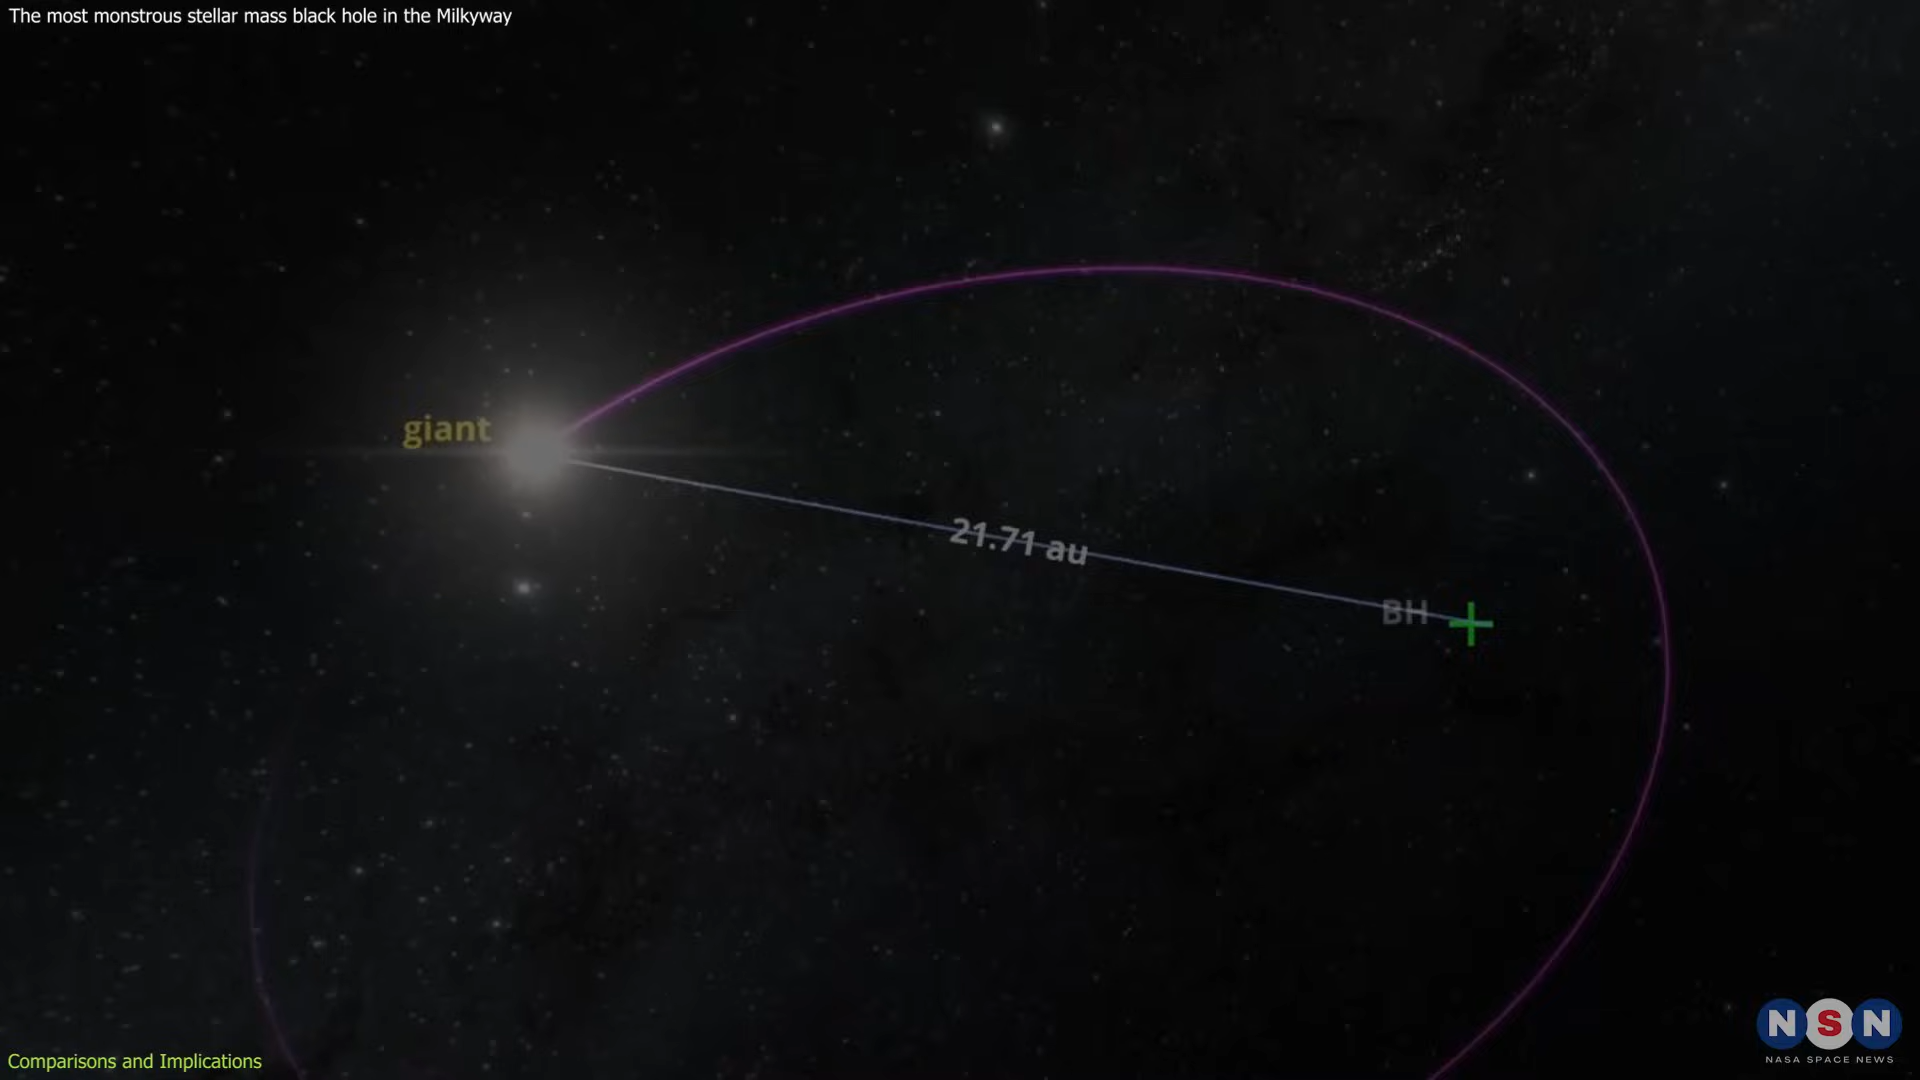 The most monstrous stellar mass black hole in the Milkyway
giant
21.71 au
BH
Comparisons and Implications
NSN
NASA SPACE NEWS